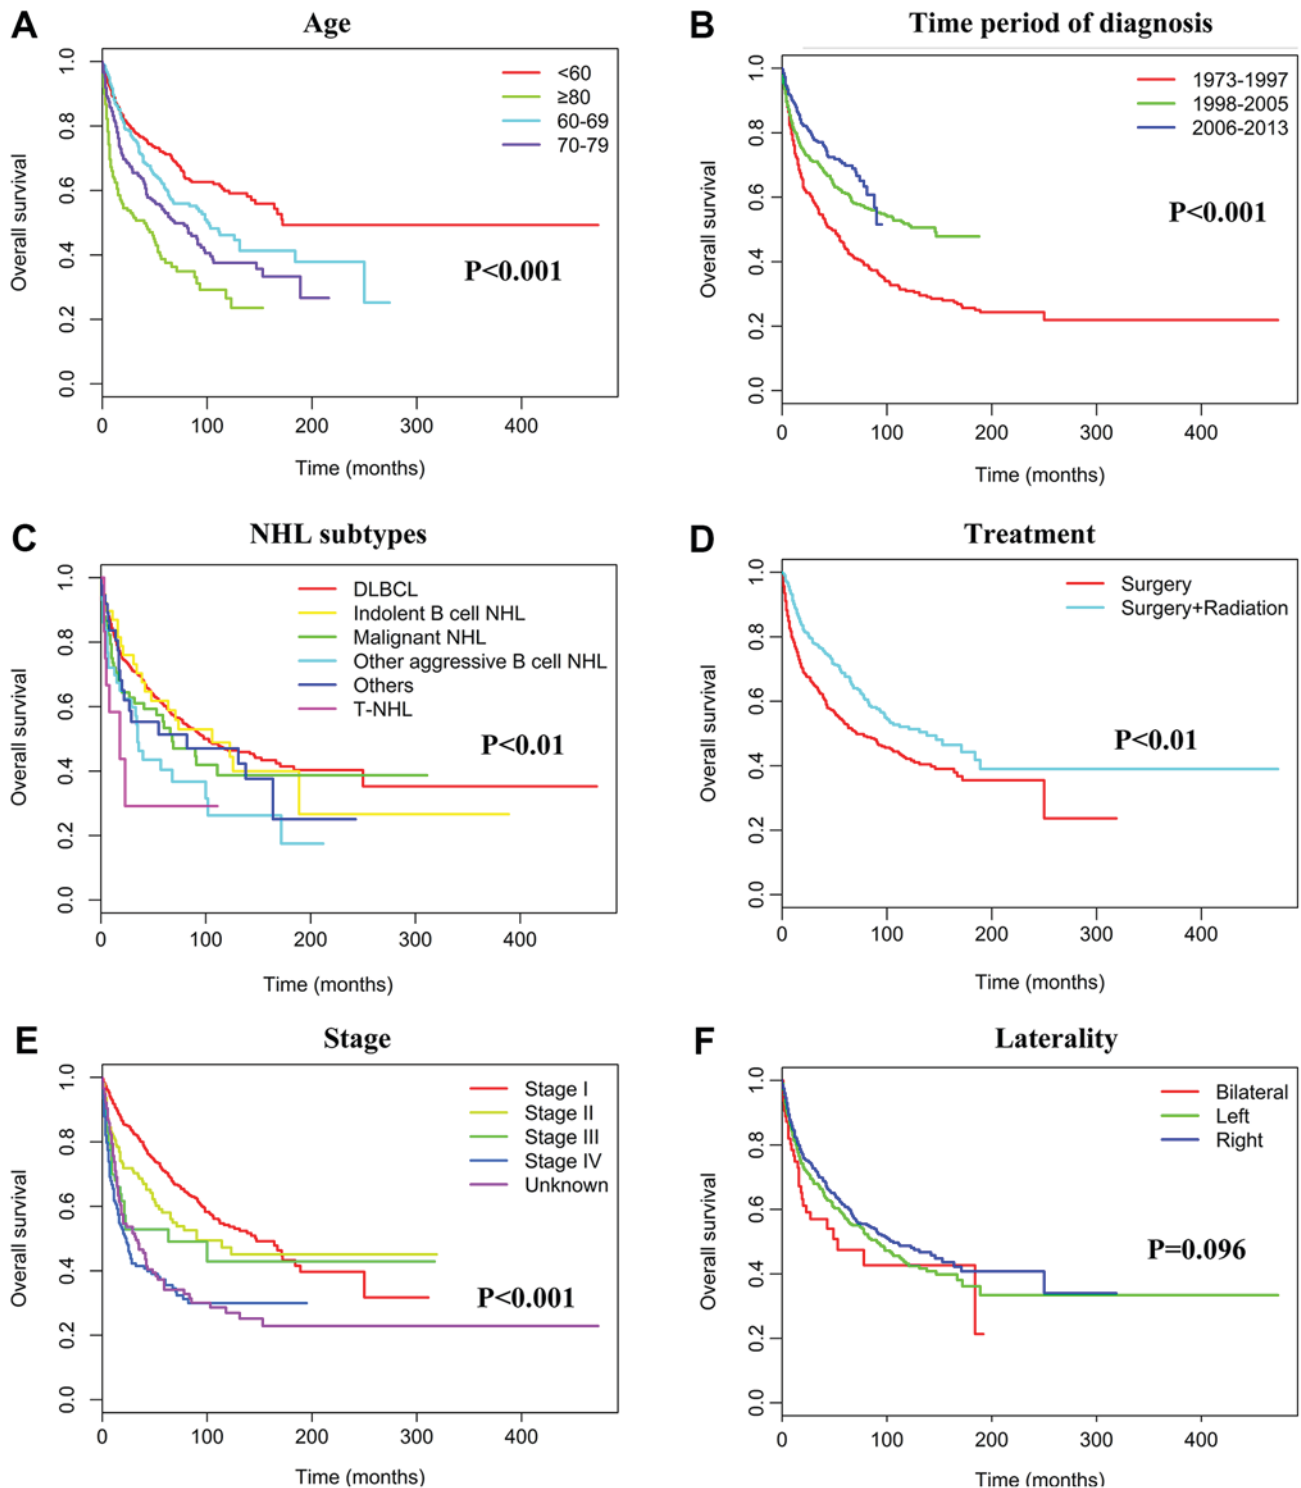 A
Age
1.0
0.8
0.6
0.4
0.2
0.0
Overall survival
<60
≥80
60-69
70-79
P<0.001
0 100 200 300 400
Time (months)
B
Time period of diagnosis
1.0
0.8
0.6
0.4
0.2
0.0
Overall survival
1973-1997
1998-2005
2006-2013
P<0.001
0 100 200 300 400
Time (months)
C
NHL subtypes
1.0
0.8
0.6
0.4
0.2
0.0
Overall survival
DLBCL
Indolent B cell NHL
Malignant NHL
Other aggressive B cell NHL
Others
T-NHL
P<0.01
0 100 200 300 400
Time (months)
D
Treatment
1.0
0.8
0.6
0.4
0.2
0.0
Overall survival
Surgery
Surgery+Radiation
P<0.01
0 100 200 300 400
Time (months)
E
Stage
1.0
0.8
0.6
0.4
0.2
0.0
Overall survival
Stage I
Stage II
Stage III
Stage IV
Unknown
P<0.001
0 100 200 300 400
Time (months)
F
Laterality
1.0
0.8
0.6
0.4
0.2
0.0
Overall survival
Bilateral
Left
Right
P=0.096
0 100 200 300 400
Time (months)